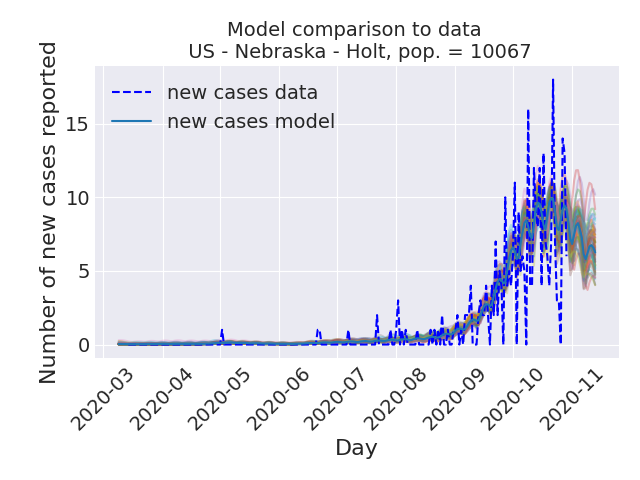 Model comparison to data
US - Nebraska - Holt, pop. = 10067
Number of new cases reported
new cases data
new cases model
15
10
5
0
2020-03
2020-04
2020-05
2020-06
2020-07
2020-08
2020-09
2020-10
2020-11
Day